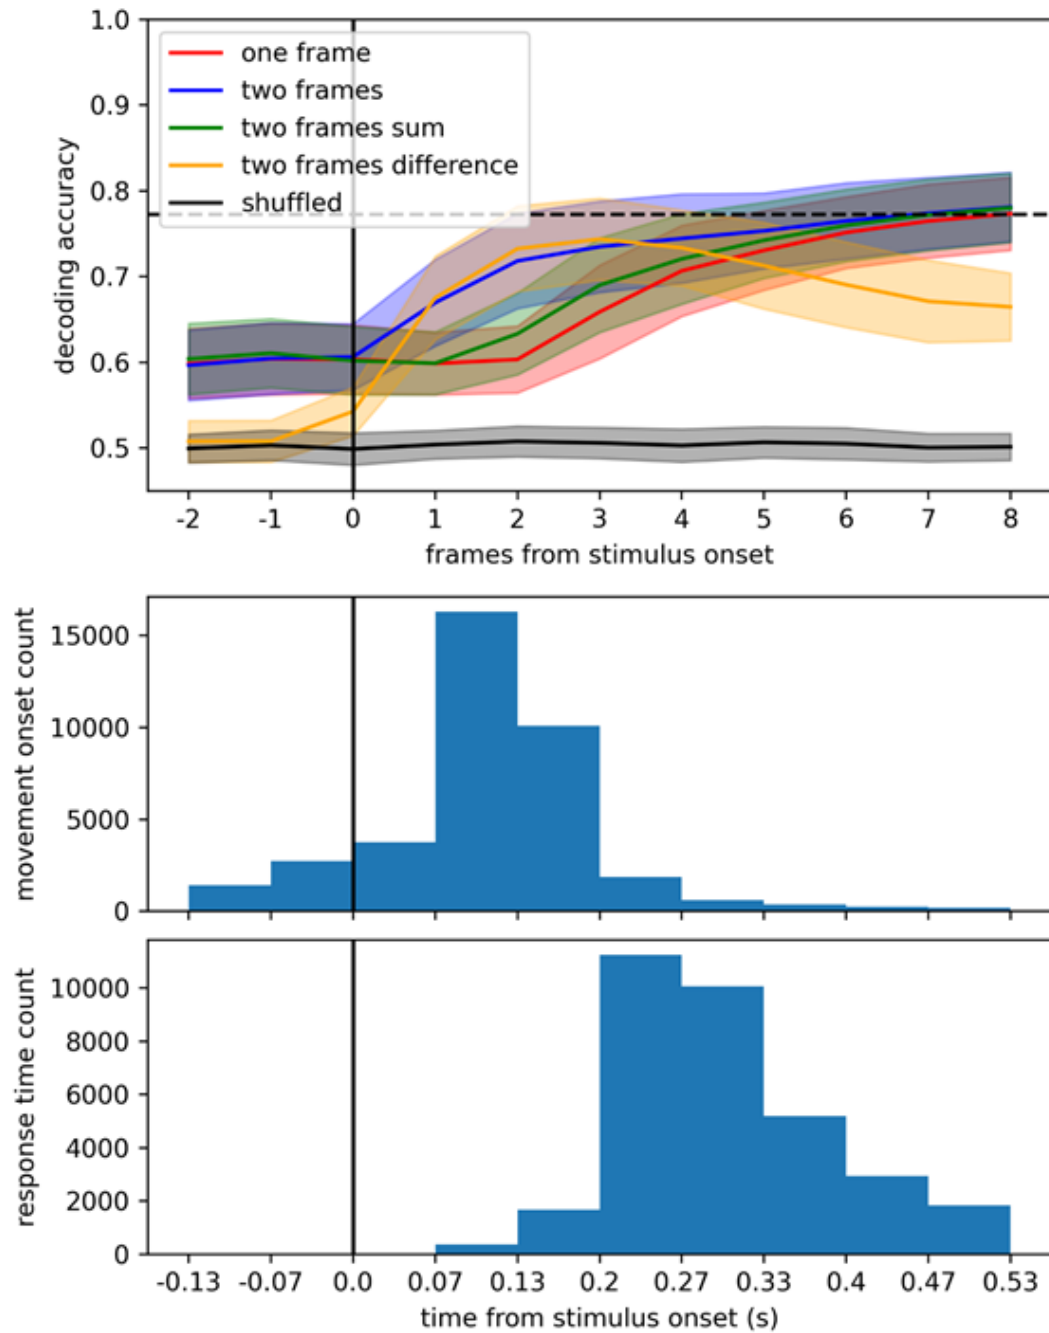 1.0
0.9
0.8
0.7
0.6
0.5
decoding accuracy
one frame
two frames
two frames sum
two frames difference
shuffled
-2 -1 0 1 2 3 4 5 6 7 8
frames from stimulus onset
15000
10000
5000
0
movement onset count
10000
8000
6000
4000
2000
0
response time count
-0.13 -0.07 0.0 0.07 0.13 0.2 0.27 0.33 0.4 0.47 0.53
time from stimulus onset (s)